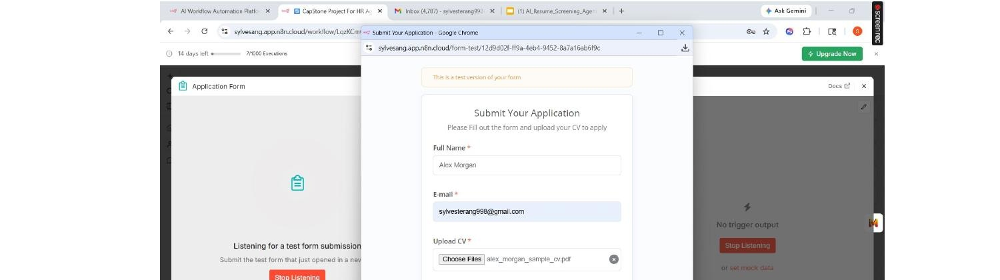 AI Workflow Automation Platfo
CapStone Project For HR Ag
Inbox (4,787) - sylvesterang998
(1) AI_Resume_Screening_Agen
Ask Gemini
sylvesang.app.n8n.cloud/workflow/LqzKCm
S
screenrec
14 days left
7/1000 Executions
Upgrade Now
Submit Your Application - Google Chrome
sylvesang.app.n8n.cloud/form-test/12d9d02f-ff9a-4eb4-9452-8a7a16ab6f9c
Application Form
Docs
This is a test version of your form
Submit Your Application
Please Fill out the form and upload your CV to apply
Full Name *
Alex Morgan
E-mail *
sylvesterang998@gmail.com
Upload CV *
Choose Files alex_morgan_sample_cv.pdf
Listening for a test form submission
Submit the test form that just opened in a new
Stop Listening
No trigger output
Stop Listening
or set mock data